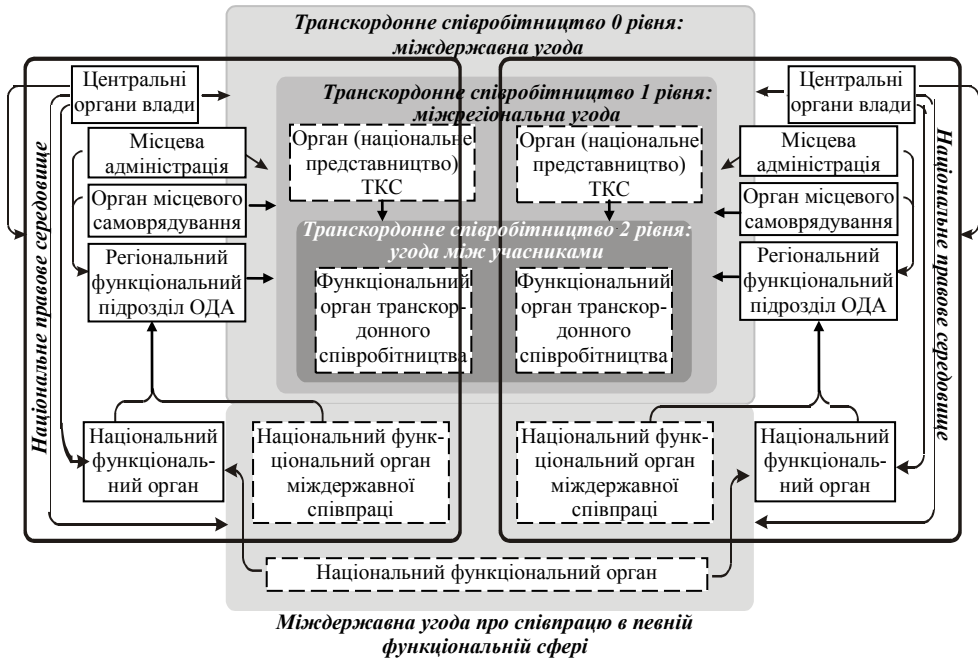 Транскордонне співробітництво 0 рівня:
міждержавна угода
Центральні
органи влади
Місцева
адміністрація
Орган місцевого
самоврядування
Регіональний
функціональний
підрозділ ОДА
Національне правове середовище
Національний
функціональ-
ний орган
Національний функ-
ціональний орган
міждержавної
співпраці
Транскордонне співробітництво 1 рівня:
міжрегіональна угода
Орган (національне
представництво)
ТКС
Орган (національне
представництво)
ТКС
Транскордонне співробітництво 2 рівня:
угода між учасниками
Функціональний
орган транскор-
донного
співробітництва
Функціональний
орган транскор-
донного
співробітництва
Центральні
органи влади
Місцева
адміністрація
Орган місцевого
самоврядування
Регіональний
функціональний
підрозділ ОДА
Національне правове середовище
Національний функ-
ціональний орган
міждержавної
співпраці
Національний
функціональ-
ний орган
Національний функціональний орган
Міждержавна угода про співпрацю в певній
функціональній сфері